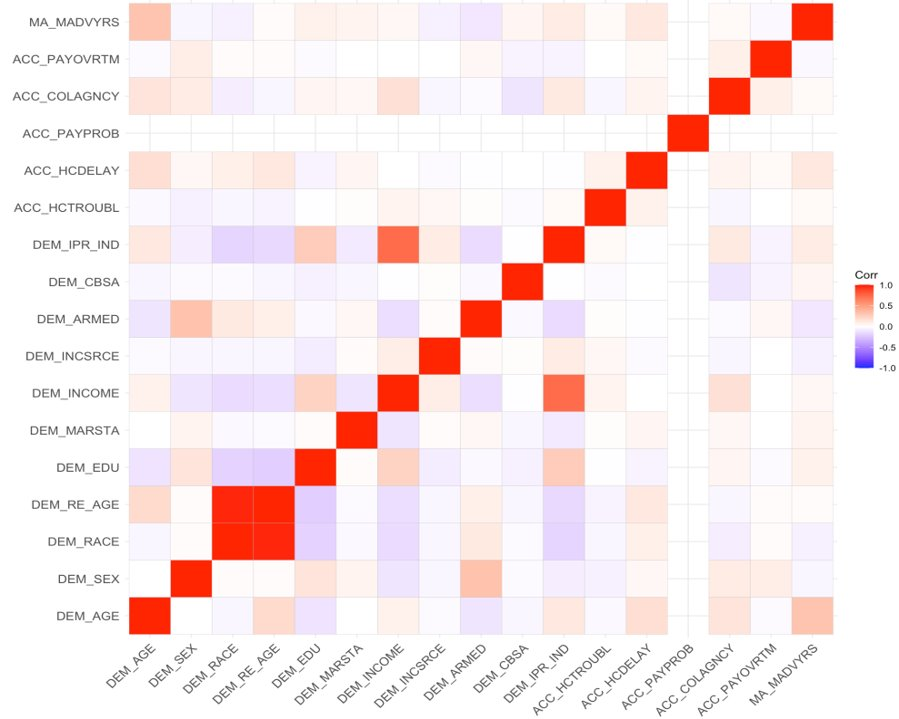 MA_MADVYRS
ACC_PAYOVRTM
ACC_COLAGNCY
ACC_PAYPROB
ACC_HCDELAY
ACC_HCTROUBL
DEM_IPR_IND
DEM_CBSA
DEM_ARMED
DEM_INCSRCE
DEM_INCOME
DEM_MARSTA
DEM_EDU
DEM_RE_AGE
DEM_RACE
DEM_SEX
DEM_AGE
Corr
1.0
0.5
0.0
-0.5
-1.0
DEM_AGE
DEM_SEX
DEM_RACE
DEM_RE_AGE
DEM_EDU
DEM_MARSTA
DEM_INCOME
DEM_INCSRCE
DEM_ARMED
DEM_CBSA
DEM_IPR_IND
ACC_HCTROUBL
ACC_HCDELAY
ACC_PAYPROB
ACC_COLAGNCY
ACC_PAYOVRTM
MA_MADVYRS